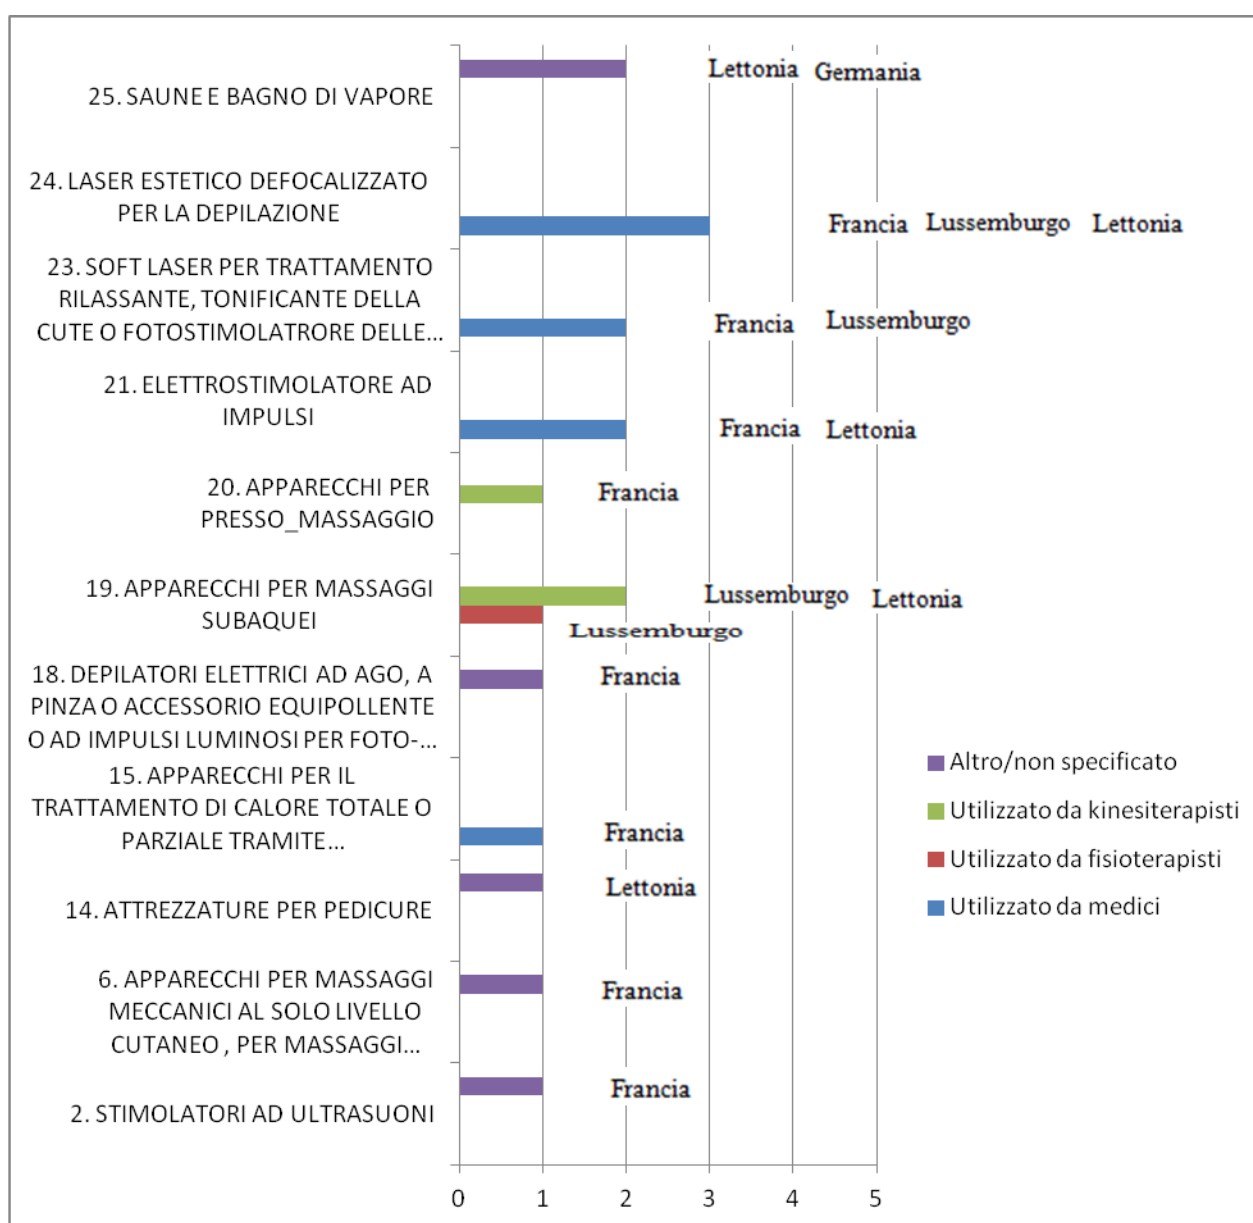 Lettonia Germania
25. SAUNE E BAGNO DI VAPORE
24. LASER ESTETICO DEFOCALIZZATO
PER LA DEPILAZIONE
Francia Lussemburgo Lettonia
23. SOFT LASER PER TRATTAMENTO
RILASSANTE, TONIFICANTE DELLA
CUTE O FOTOSTIMOLATRORE DELLE...
Francia Lussemburgo
21. ELETTROSTIMOLATORE AD
IMPULSI
Francia Lettonia
20. APPARECCHI PER
PRESSO_MASSAGGIO
Francia
19. APPARECCHI PER MASSAGGI
SUBAQUEI
Lussemburgo Lettonia
Lussemburgo
18. DEPILATORI ELETTRICI AD AGO, A
PINZA O ACCESSORIO EQUIPOLLENTE
O AD IMPULSI LUMINOSI PER FOTO-...
Francia
15. APPARECCHI PER IL
TRATTAMENTO DI CALORE TOTALE O
PARZIALE TRAMITE...
Francia
14. ATTREZZATURE PER PEDICURE
Lettonia
6. APPARECCHI PER MASSAGGI
MECCANICI AL SOLO LIVELLO
CUTANEO , PER MASSAGGI...
Francia
2. STIMOLATORI AD ULTRASUONI
Francia
0 1 2 3 4 5
Altro/non specificato
Utilizzato da kinesiterapisti
Utilizzato da fisioterapisti
Utilizzato da medici